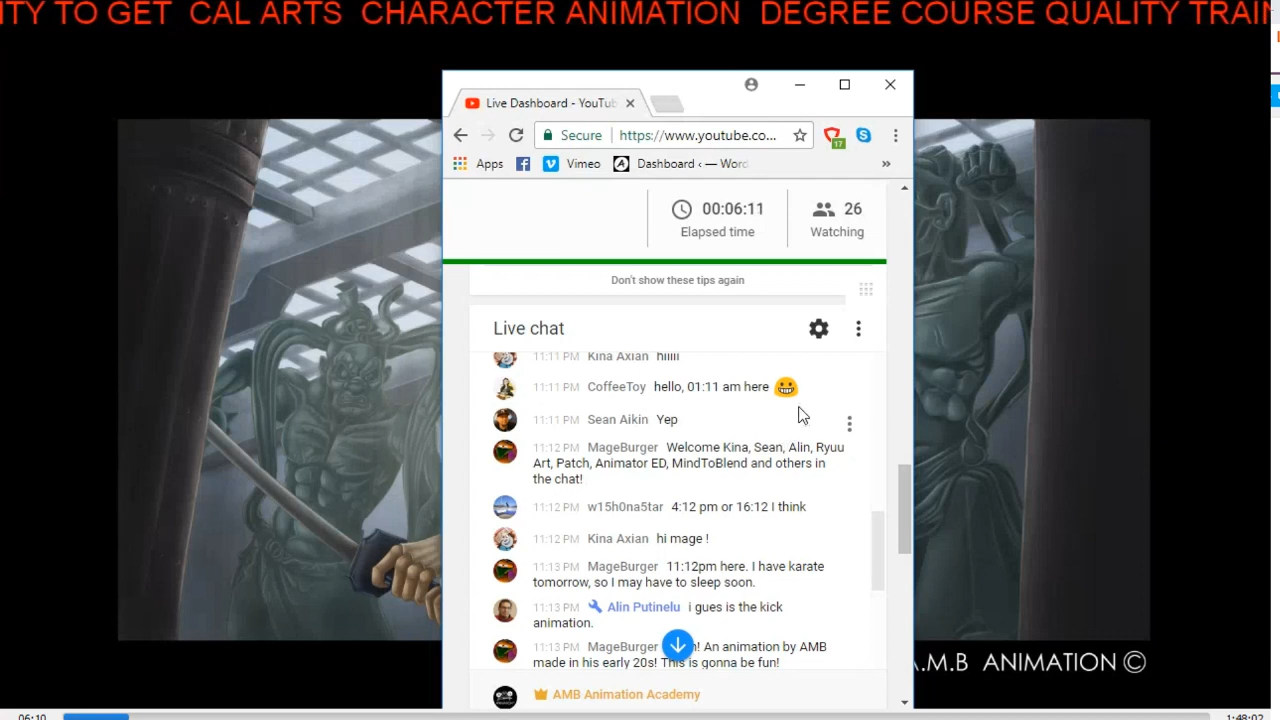 ITY TO GET CAL ARTS CHARACTER ANIMATION DEGREE COURSE QUALITY TRAIN
Live Dashboard - YouTub
Secure https://www.youtube.co...
17
Apps Vimeo Dashboard ‹ — Word
00:06:11
Elapsed time
26
Watching
Don't show these tips again
Live chat
11:11 PM Kina Axian hiiiii
11:11 PM CoffeeToy hello, 01:11 am here
11:11 PM Sean Aikin Yep
11:12 PM MageBurger Welcome Kina, Sean, Alin, Ryuu
Art, Patch, Animator ED, MindToBlend and others in
the chat!
11:12 PM w15h0na5tar 4:12 pm or 16:12 I think
11:12 PM Kina Axian hi mage !
11:13 PM MageBurger 11:12pm here. I have karate
tomorrow, so I may have to sleep soon.
11:13 PM Alin Putinelu i gues is the kick
animation.
11:13 PM MageBurger An animation by AMB
made in his early 20s! This is gonna be fun!
AMB Animation Academy
A.M.B ANIMATION ©
06:10
1:48:02